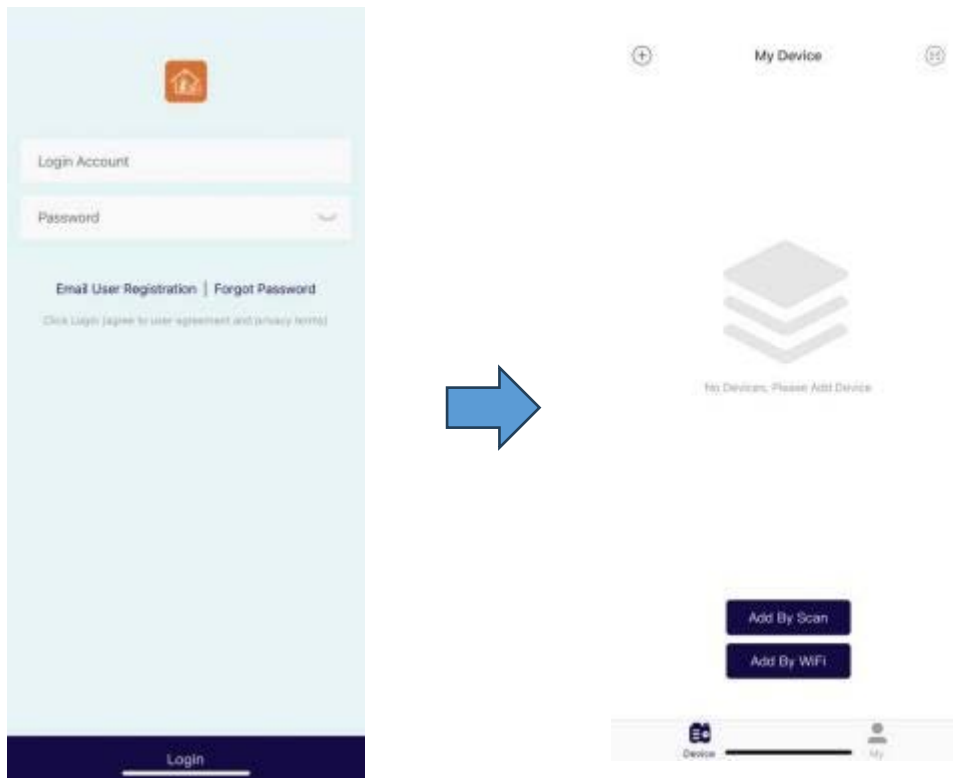 Login Account
Password
Email User Registration | Forgot Password
Click Login (agree to user agreement and privacy terms)
Login
My Device
No Devices, Please Add Device
Add By Scan
Add By WiFi
Device
My